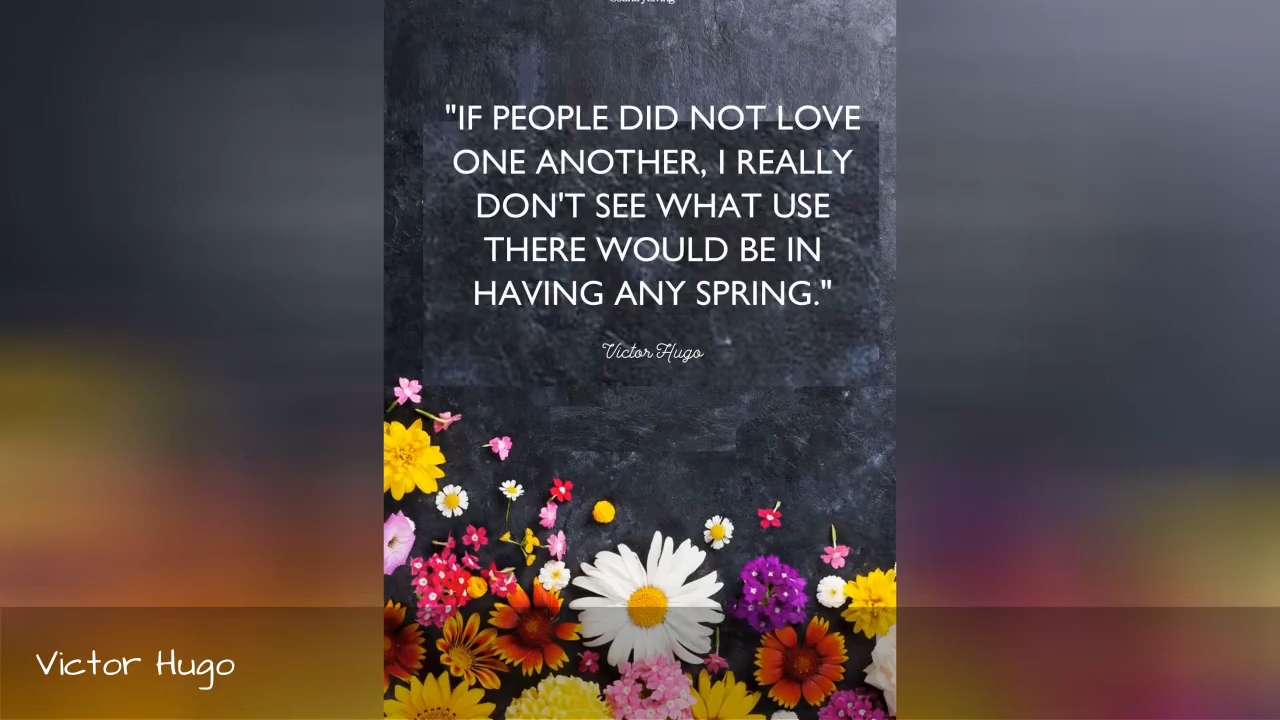 "IF PEOPLE DID NOT LOVE
ONE ANOTHER, I REALLY
DON'T SEE WHAT USE
THERE WOULD BE IN
HAVING ANY SPRING."
Victor Hugo
Victor Hugo